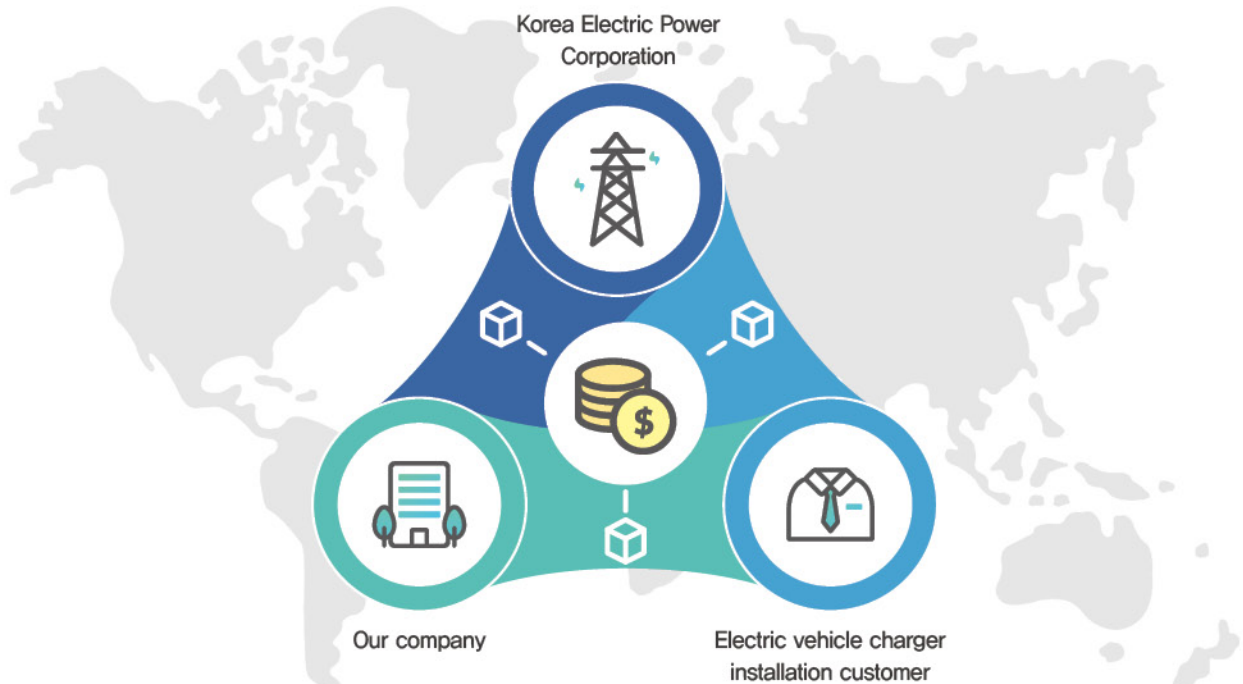 Korea Electric Power
Corporation
$
Our company
Electric vehicle charger
installation customer